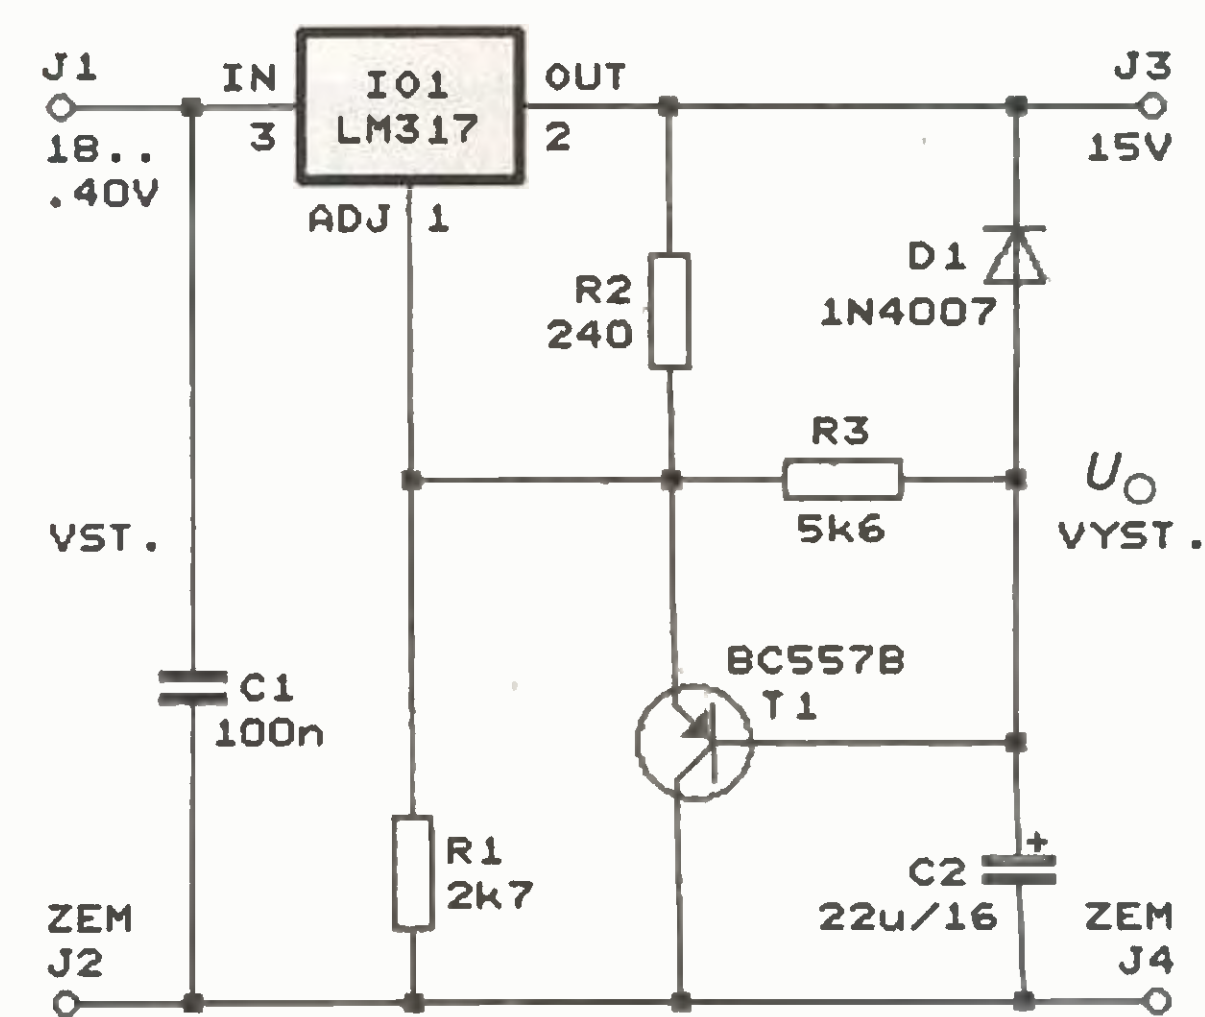 J1
18..
.40V
IN
3
IO1
LM317
OUT
2
ADJ 1
J3
15V
R2
240
D1
1N4007
R3
5k6
U
VYST.
VST.
C1
100n
BC557B
T1
R1
2k7
+
C2
22u/16
ZEM
J2
ZEM
J4